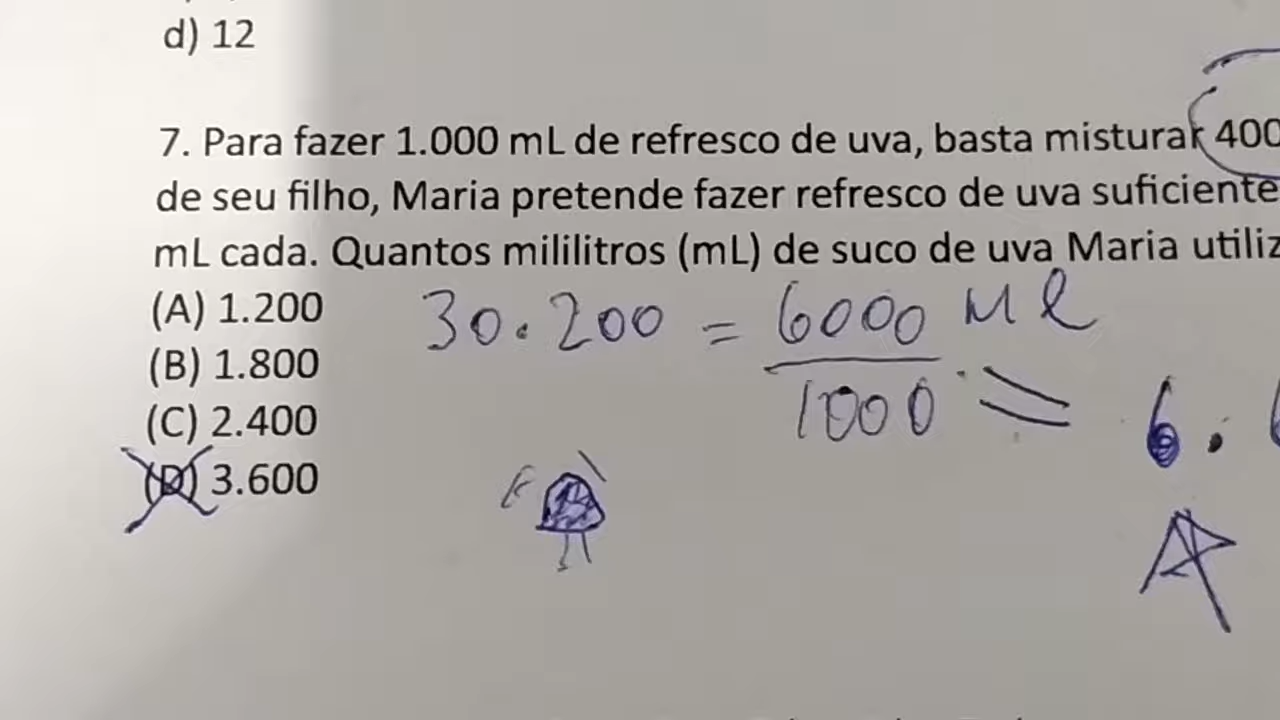 d) 12
7. Para fazer 1.000 mL de refresco de uva, basta misturar 400
de seu filho, Maria pretende fazer refresco de uva suficiente
mL cada. Quantos mililitros (mL) de suco de uva Maria
(A) 1.200
30.200 = 6000 Ml
1000 = 6.
(B) 1.800
(C) 2.400
(D) 3.600